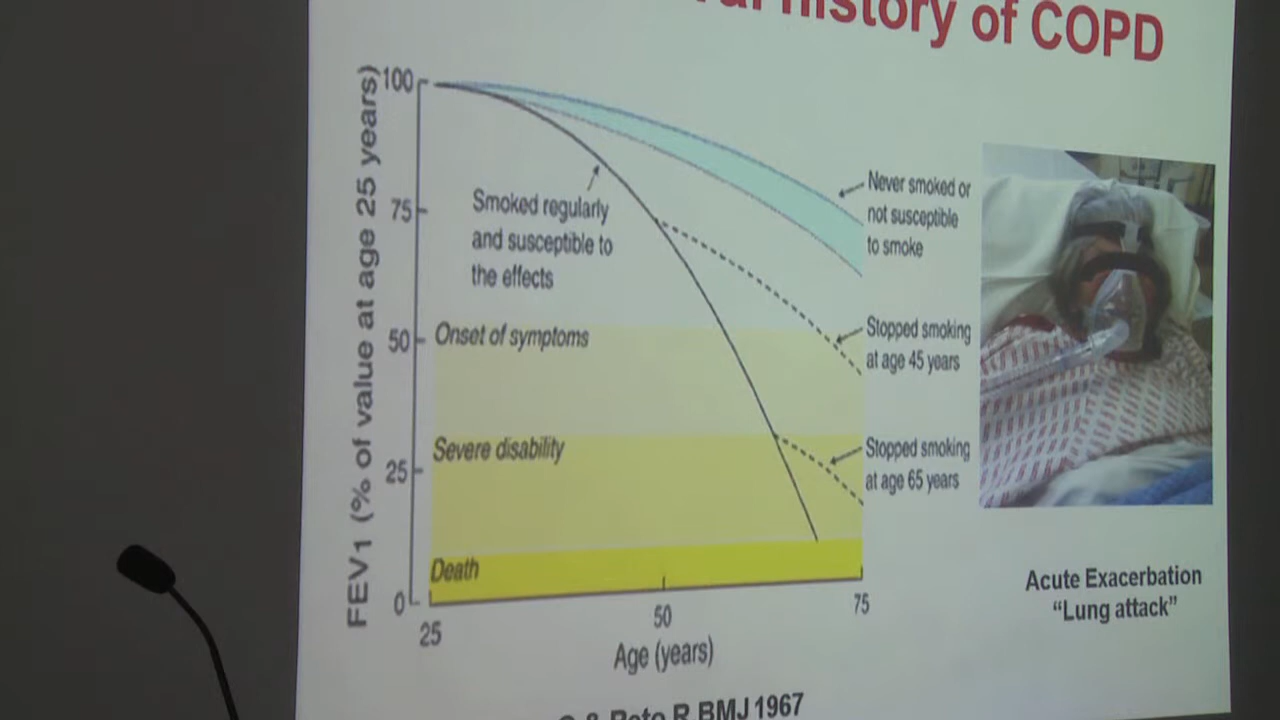 history of COPD
FEV1 (% of value at age 25 years)
100
75
50
25
0
Smoked regularly
and susceptible to
the effects
Onset of symptoms
Severe disability
Death
Never smoked or
not susceptible
to smoke
Stopped smoking
at age 45 years
Stopped smoking
at age 65 years
25
50
75
Age (years)
Acute Exacerbation
“Lung attack”
R BMJ 1967